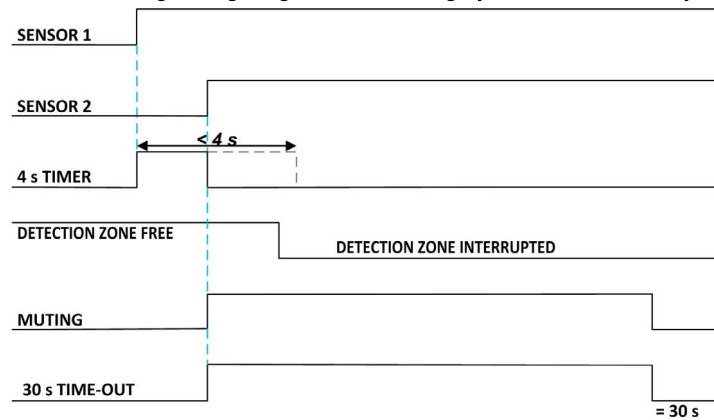 SENSOR 1
SENSOR 2
< 4 s
4 s TIMER
DETECTION ZONE FREE
DETECTION ZONE INTERRUPTED
MUTING
30 s TIME-OUT
= 30 s